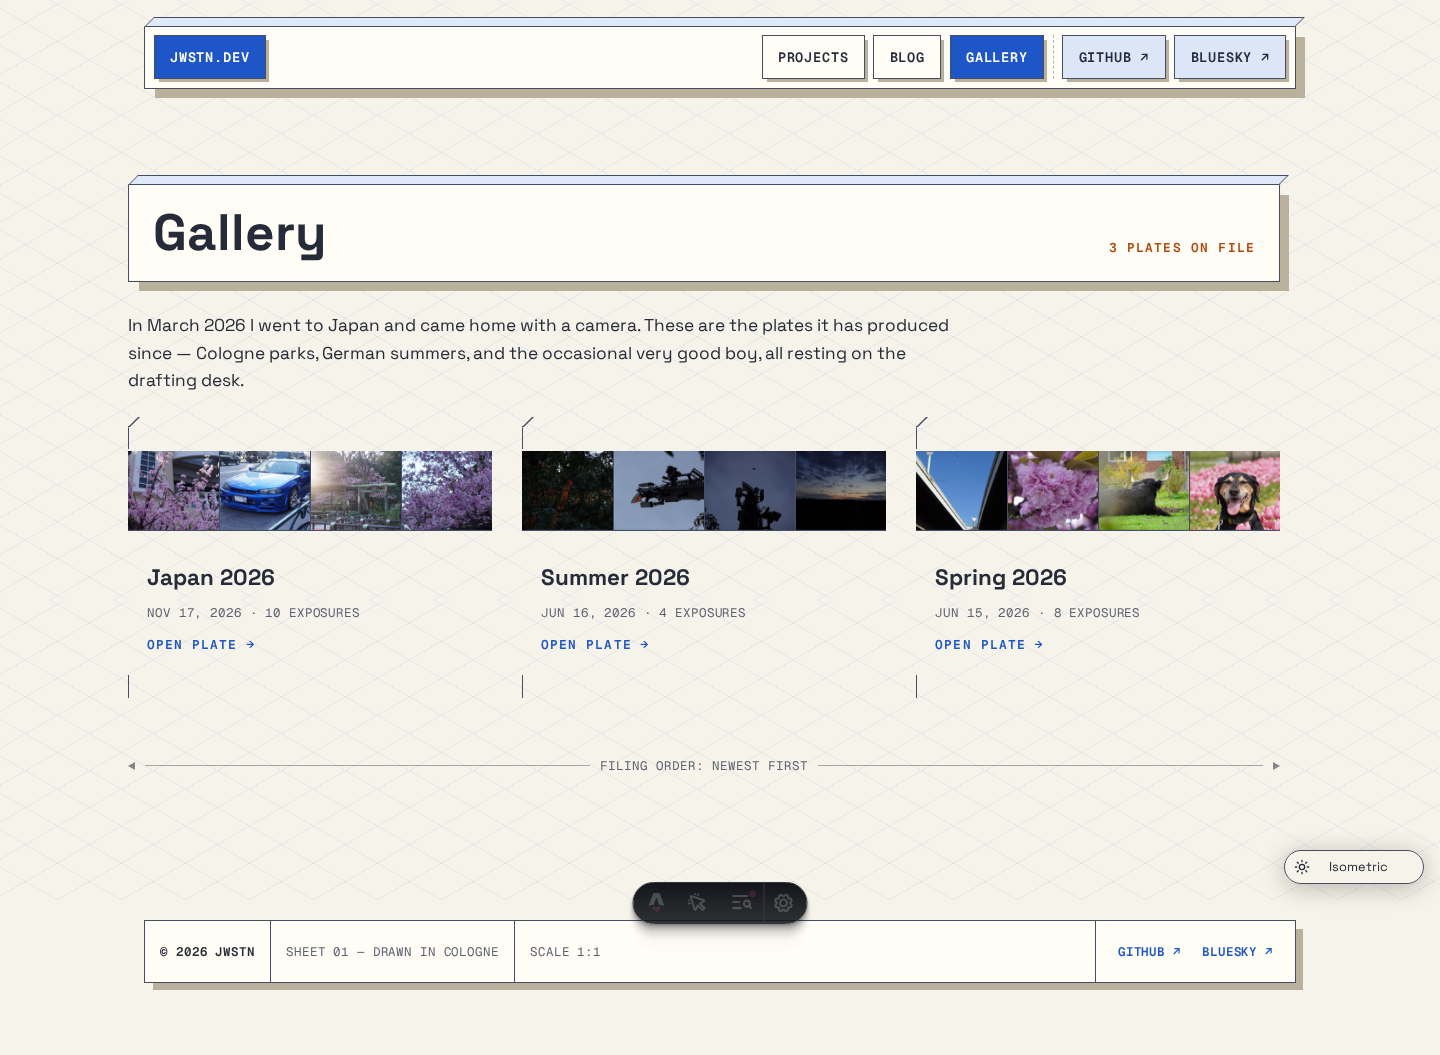 JWSTN.DEV
PROJECTS
BLOG
GALLERY
GITHUB ↗
BLUESKY ↗
Gallery
3 PLATES ON FILE
In March 2026 I went to Japan and came home with a camera. These are the plates it has produced
since — Cologne parks, German summers, and the occasional very good boy, all resting on the
drafting desk.
Japan 2026
NOV 17, 2026 · 10 EXPOSURES
OPEN PLATE →
Summer 2026
JUN 16, 2026 · 4 EXPOSURES
OPEN PLATE →
Spring 2026
JUN 15, 2026 · 8 EXPOSURES
OPEN PLATE →
FILING ORDER: NEWEST FIRST
Isometric
© 2026 JWSTN
SHEET 01 — DRAWN IN COLOGNE
SCALE 1:1
GITHUB ↗
BLUESKY ↗